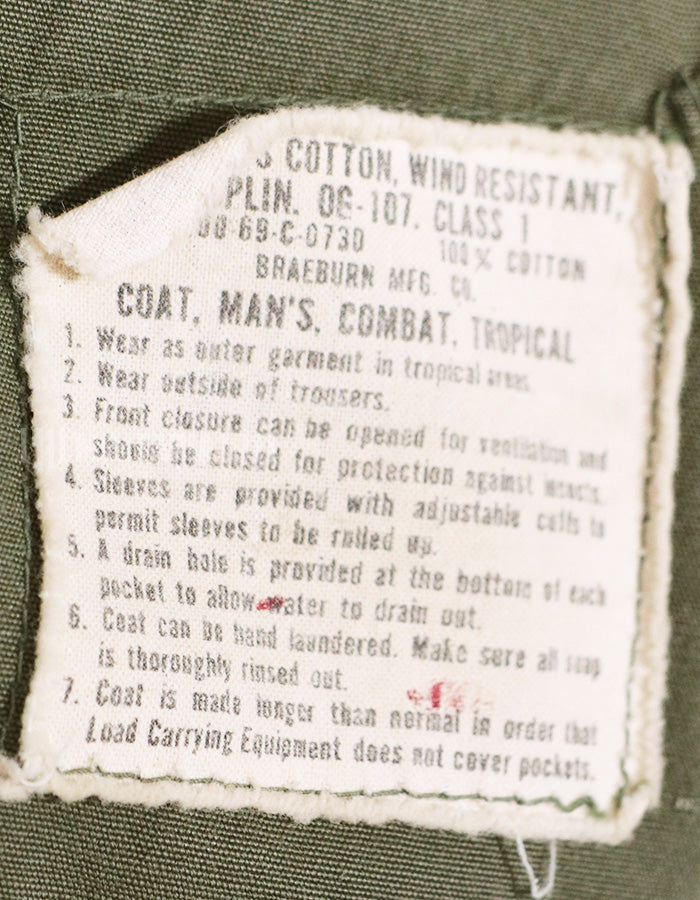 S COTTON, WIND RESISTANT,
PLIN. OG-107. CLASS 1
00-69-C-0730 100 % COTTON
BRAEBURN MFG. CO.
COAT, MAN'S, COMBAT, TROPICAL
1. Wear as outer garment in tropical areas
2. Wear outside of trousers.
3. Front closure can be opened for ventilation and
should be closed for protection against insects.
4. Sleeves are provided with adjustable cuffs to
permit sleeves to be rolled up.
5. A drain hole is provided at the bottom of each
pocket to allow water to drain out.
6. Coat can be hand laundered. Make sure all soap
is thoroughly rinsed out.
7. Coat is made longer than normal in order that
Load Carrying Equipment does not cover pockets.